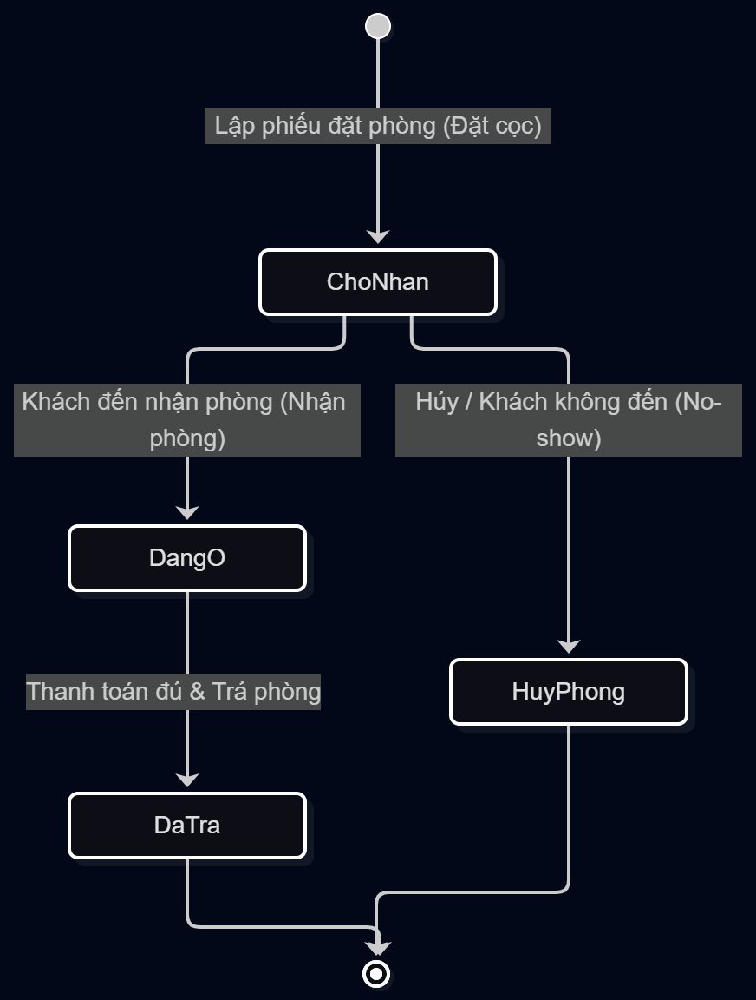 Lập phiếu đặt phòng (Đặt cọc)
ChoNhan
Khách đến nhận phòng (Nhận
phòng)
Hủy / Khách không đến (No-
show)
DangO
Thanh toán đủ & Trả phòng
HuyPhong
DaTra